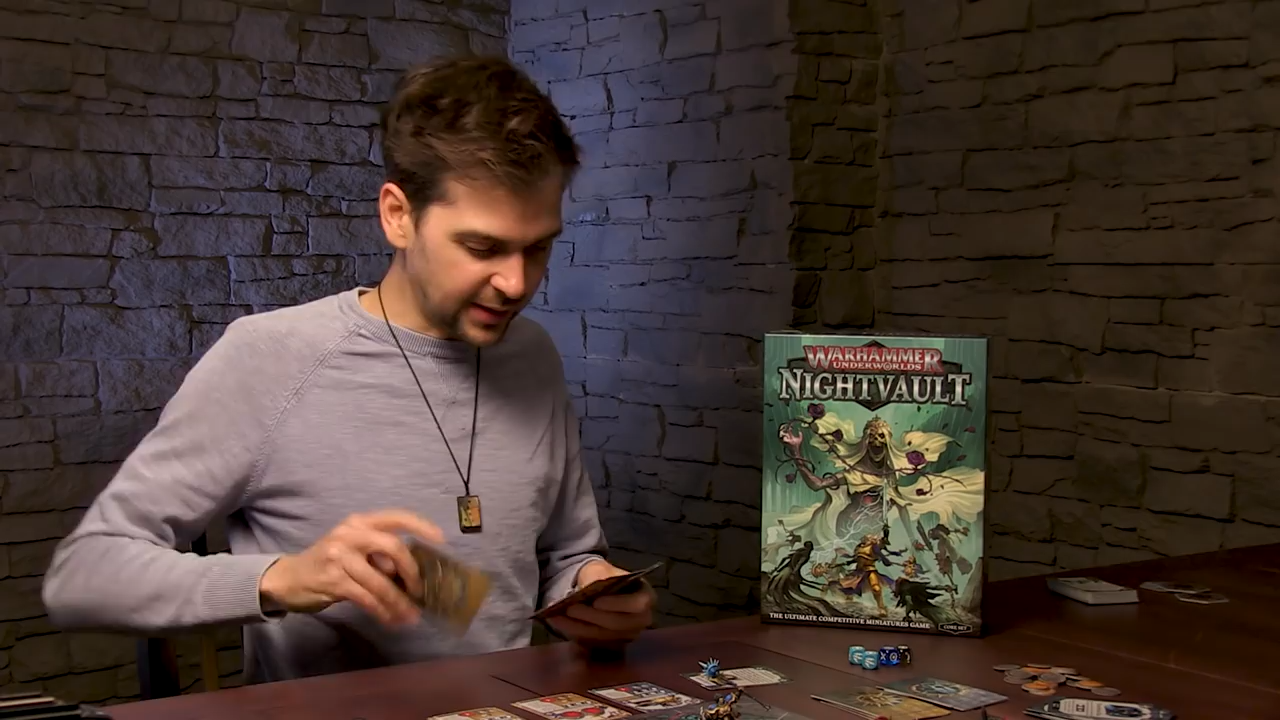 WARHAMMER
UNDERWORLDS
NIGHTVAULT
THE ULTIMATE COMPETITIVE MINIATURES GAME
CORE SET